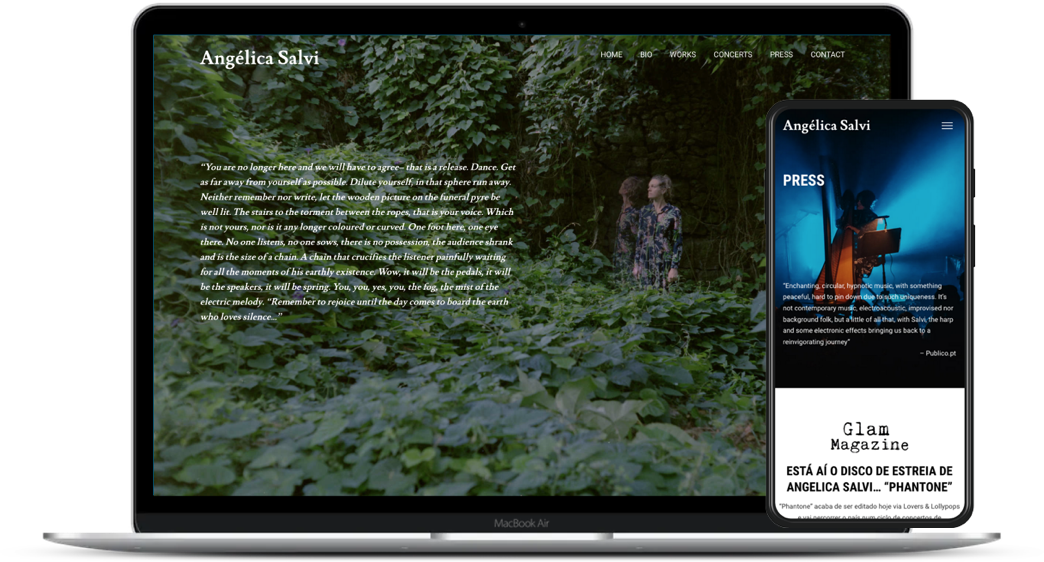 Angélica Salvi
HOME BIO WORKS CONCERTS PRESS CONTACT
“You are no longer here and we will have to agree– that is a release. Dance. Get
as far away from yourself as possible. Dilute yourself, in that sphere run away.
Neither remember nor write, let the wooden picture on the funeral pyre be
well lit. The stairs to the torment between the ropes, that is your voice. Which
is not yours, nor is it any longer coloured or curved. One foot here, one eye
there. No one listens, no one sows, there is no possession, the audience shrank
and is the size of a chain. A chain that crucifies the listener painfully waiting
for all the moments of his earthly existence. Wow, it will be the pedals, it will
be the speakers, it will be spring. You, you, yes, you, the fog, the mist of the
electric melody. “Remember to rejoice until the day comes to board the earth
who loves silence...”
MacBook Air
Angélica Salvi
PRESS
“Enchanting, circular, hypnotic music, with something
peaceful, hard to pin down due to such uniqueness. It’s
not contemporary music, electroacoustic, improvised nor
background folk, but a little of all that, with Salvi, the harp
and some electronic effects bringing us back to a
reinvigorating journey”
– Publico.pt
Glam
Magazine
ESTÁ AÍ O DISCO DE ESTREIA DE
ANGELICA SALVI… “PHANTONE”
“Phantone” acaba de ser editado hoje via Lovers & Lollypops
e vai percorrer o país num ciclo de concertos de